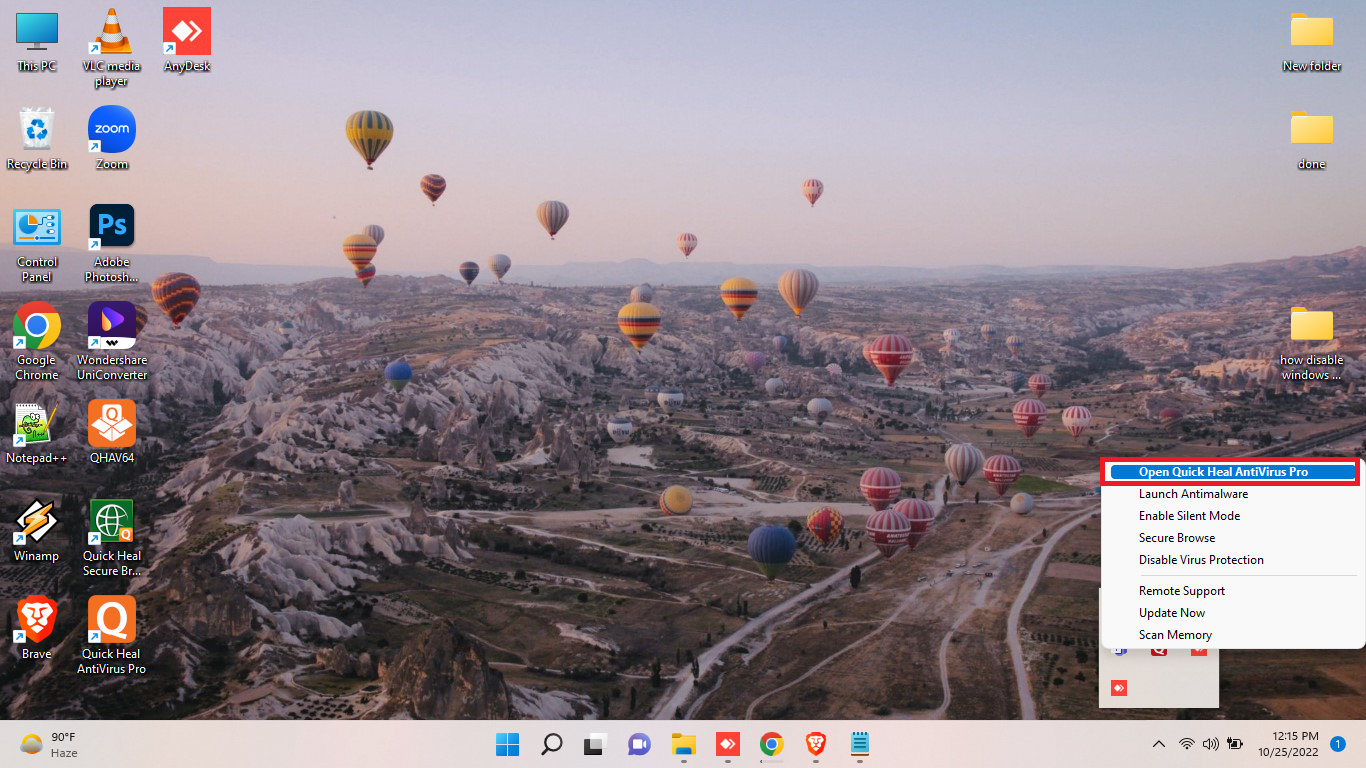 This PC
VLC media
player
AnyDesk
New folder
Recycle Bin
zoom
Zoom
done
Control
Panel
Ps
Adobe
Photosh...
Google
Chrome
Wondershare
UniConverter
how disable
windows ...
Notepad++
QHAV64
Winamp
Quick Heal
Secure Br...
Brave
Quick Heal
AntiVirus Pro
Open Quick Heal AntiVirus Pro
Launch Antimalware
Enable Silent Mode
Secure Browse
Disable Virus Protection
Remote Support
Update Now
Scan Memory
90°F
Haze
12:15 PM
10/25/2022
1